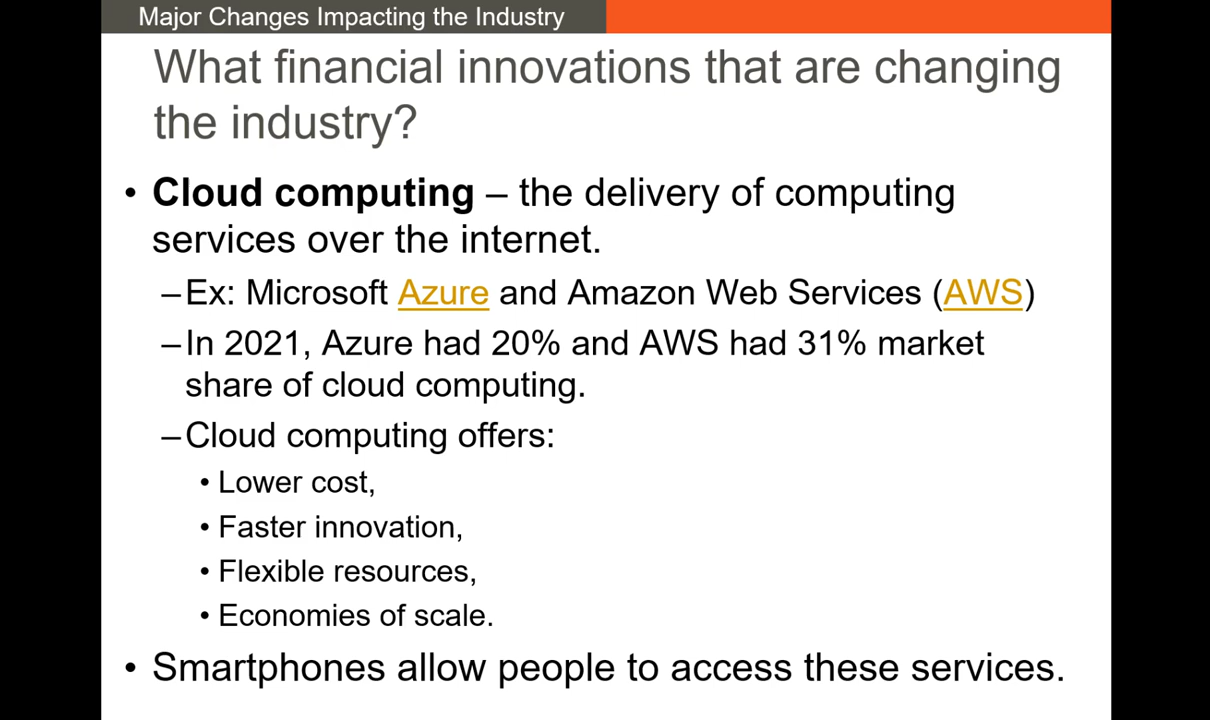 Major Changes Impacting the Industry
What financial innovations that are changing
the industry?
• Cloud computing – the delivery of computing
services over the internet.
–Ex: Microsoft Azure and Amazon Web Services (AWS)
–In 2021, Azure had 20% and AWS had 31% market
share of cloud computing.
–Cloud computing offers:
• Lower cost,
• Faster innovation,
• Flexible resources,
• Economies of scale.
• Smartphones allow people to access these services.